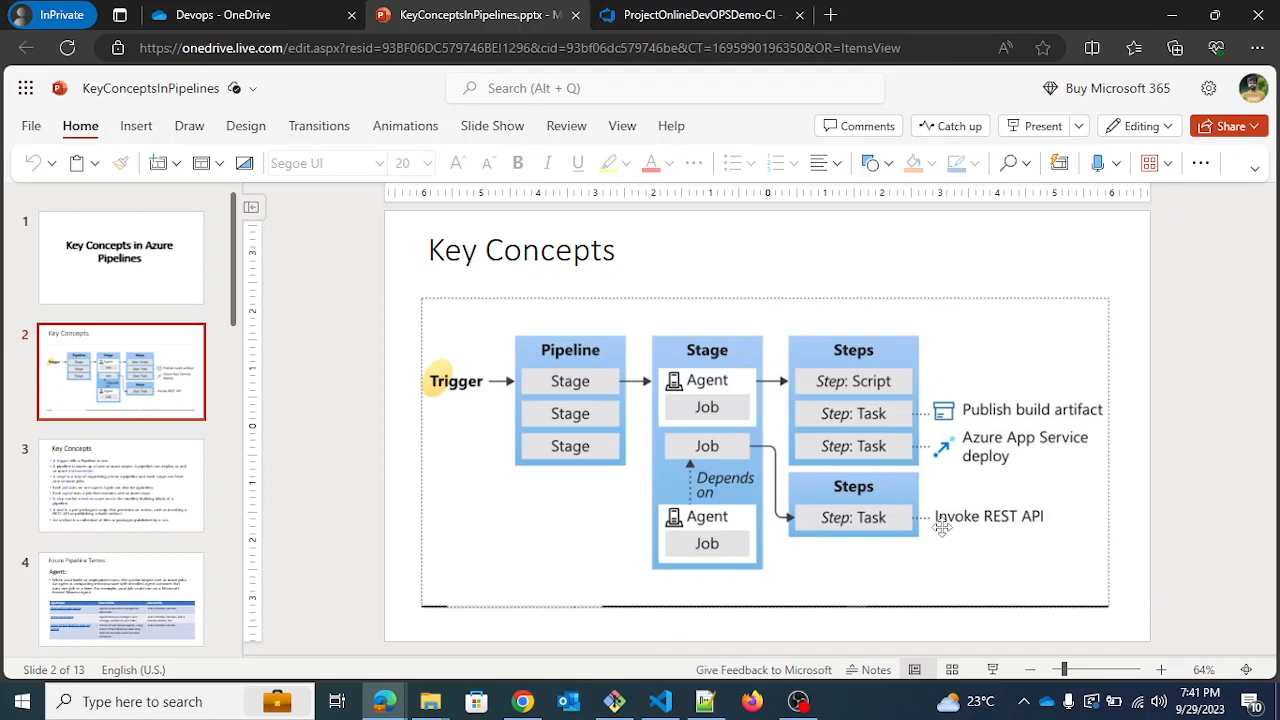 InPrivate
Devops - OneDrive
KeyConceptsInPipelines.pptx - M
ProjectOnlineDevOPSDemo-CI -
https://onedrive.live.com/edit.aspx?resid=93BF06DC579746BE!1296&cid=93bf06dc579746be&CT=1695990196350&OR=ItemsView
KeyConceptsInPipelines
Search (Alt + Q)
Buy Microsoft 365
File Home Insert Draw Design Transitions Animations Slide Show Review View Help
Comments Catch up Present Editing Share
Segoe UI 20
1
Key Concepts in Azure
Pipelines
2
Key Concepts
3
Key Concepts
4
Azure Pipeline Terms
Agent:
Key Concepts
Trigger
Pipeline
Stage
Stage
Stage
Stage
Agent
Job
Job
Depends
on
Agent
Job
Steps
Step: Script
Step: Task
Step: Task
Steps
Step: Task
Publish build artifact
Azure App Service
deploy
Invoke REST API
Slide 2 of 13 English (U.S.)
Give Feedback to Microsoft Notes 64%
Type here to search
23°C
7:41 PM
9/29/2023
10